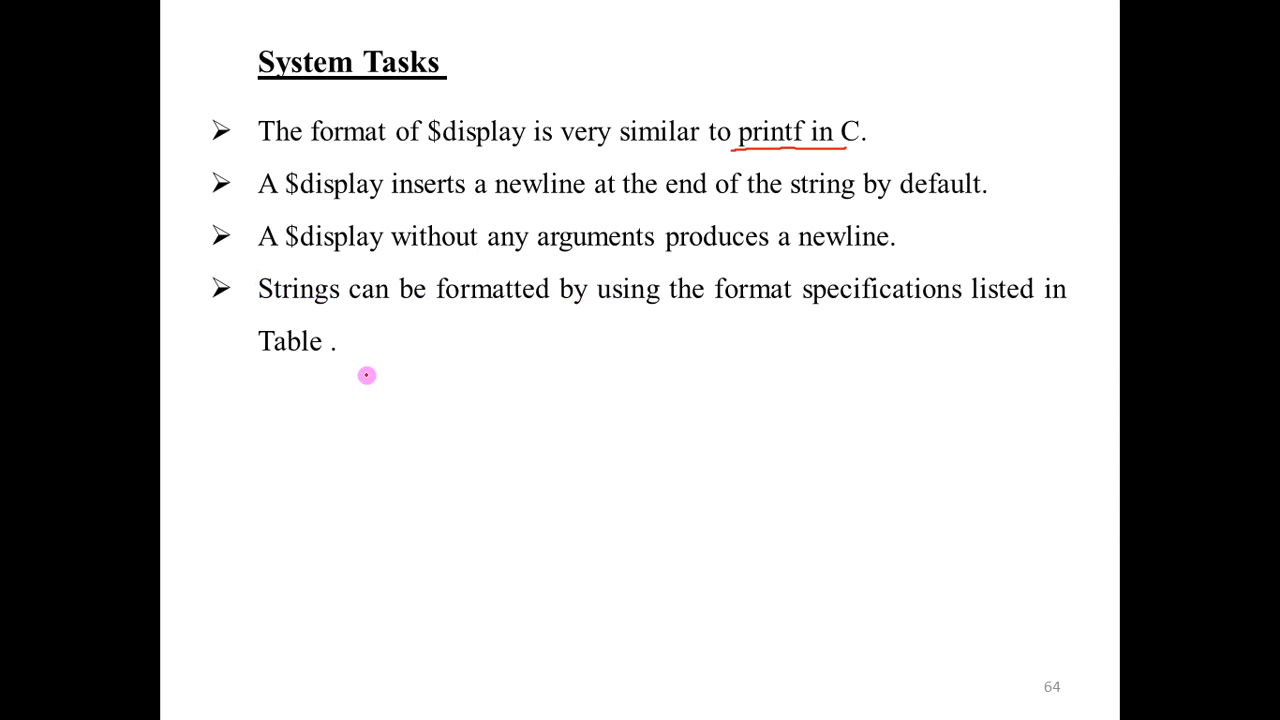 System Tasks
➢ The format of $display is very similar to printf in C.
➢ A $display inserts a newline at the end of the string by default.
➢ A $display without any arguments produces a newline.
➢ Strings can be formatted by using the format specifications listed in
Table .
64